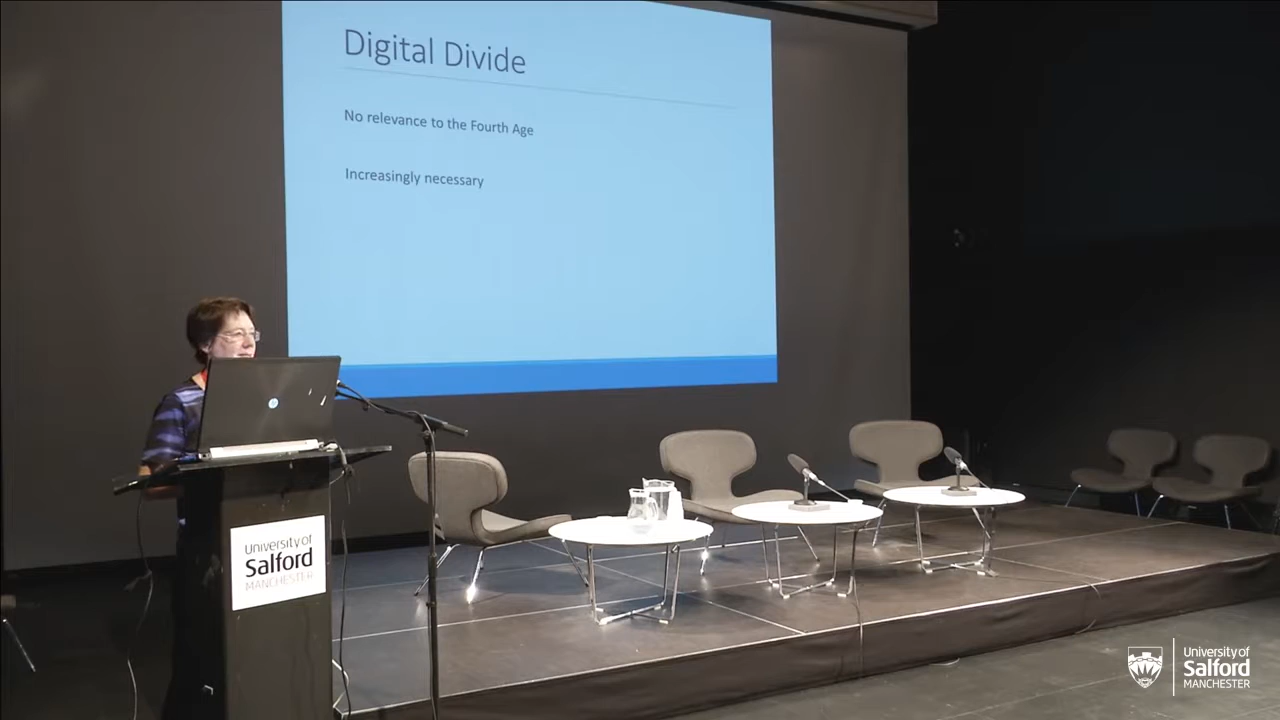 Digital Divide
No relevance to the Fourth Age
Increasingly necessary
University of
Salford
MANCHESTER
University of
Salford
MANCHESTER